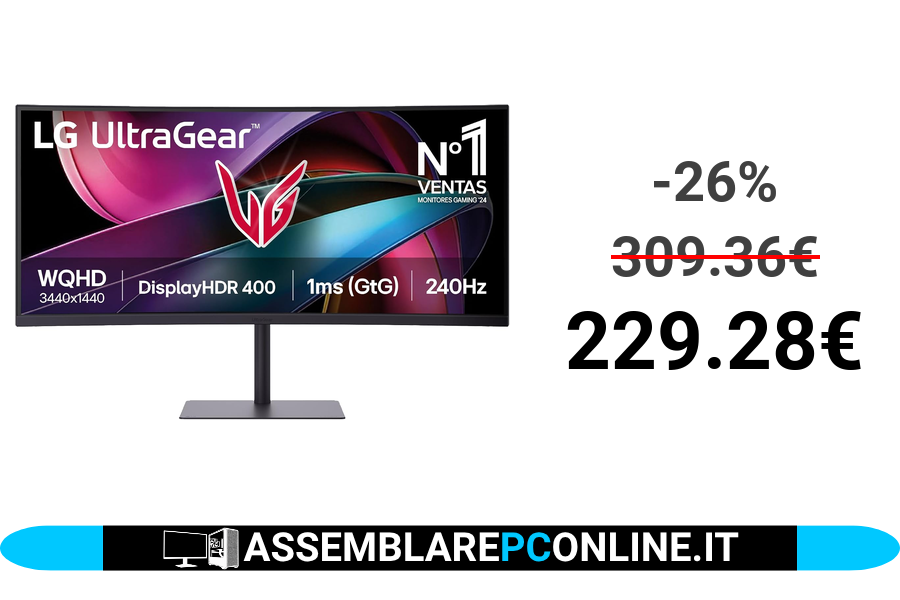 LG UltraGear™
Nº1
VENTAS
MONITORES GAMING '24
WQHD
3440x1440
DisplayHDR 400
1ms (GtG)
240Hz
-26%
309.36€
229.28€
ASSEMBLAREPCONLINE.IT